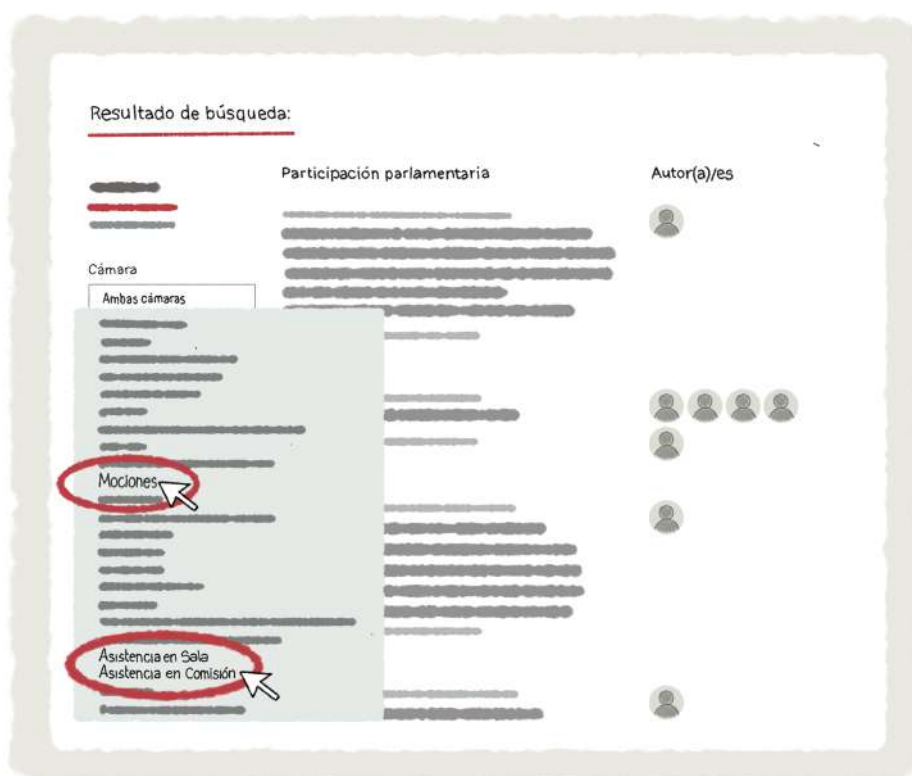 Resultado de búsqueda:
Participación parlamentaria
Autor(a)/es
Cámara
Ambas cámaras
Mociones
Asistencia en Sala
Asistencia en Comisión